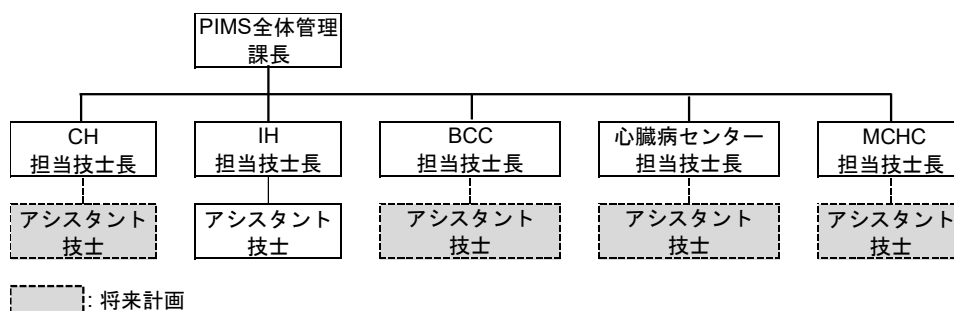 PIMS全体管理
課長
CH
担当技士長
IH
担当技士長
BCC
担当技士長
心臓病センター
担当技士長
MCHC
担当技士長
アシスタント
技士
アシスタント
技士
アシスタント
技士
アシスタント
技士
アシスタント
技士
: 将来計画